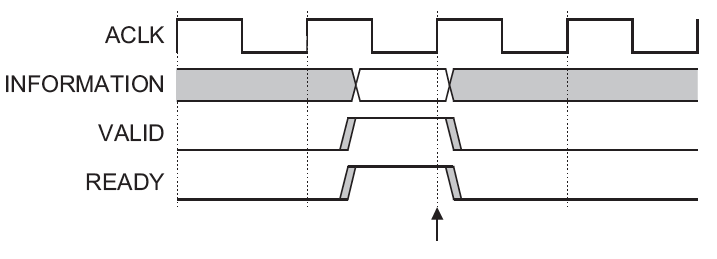 ACLK
INFORMATION
VALID
READY